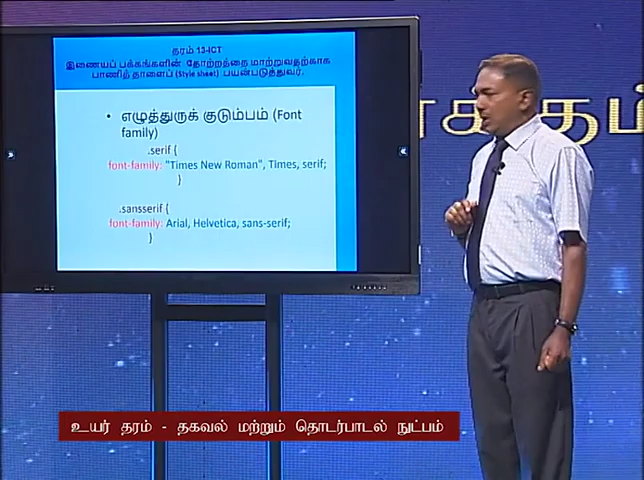 தரம் 13-ICT
இணையப் பக்கங்களின் தோற்றத்தை மாற்றுவதற்காக
பாணித் தாளைப் (Style sheet) பயன்படுத்துவர்.
• எழுத்துருக் குடும்பம் (Font
family)
.serif {
font-family: "Times New Roman", Times, serif;
}
.sansserif {
font-family: Arial, Helvetica, sans-serif;
}
உயர் தரம் - தகவல் மற்றும் தொடர்பாடல் நுட்பம்